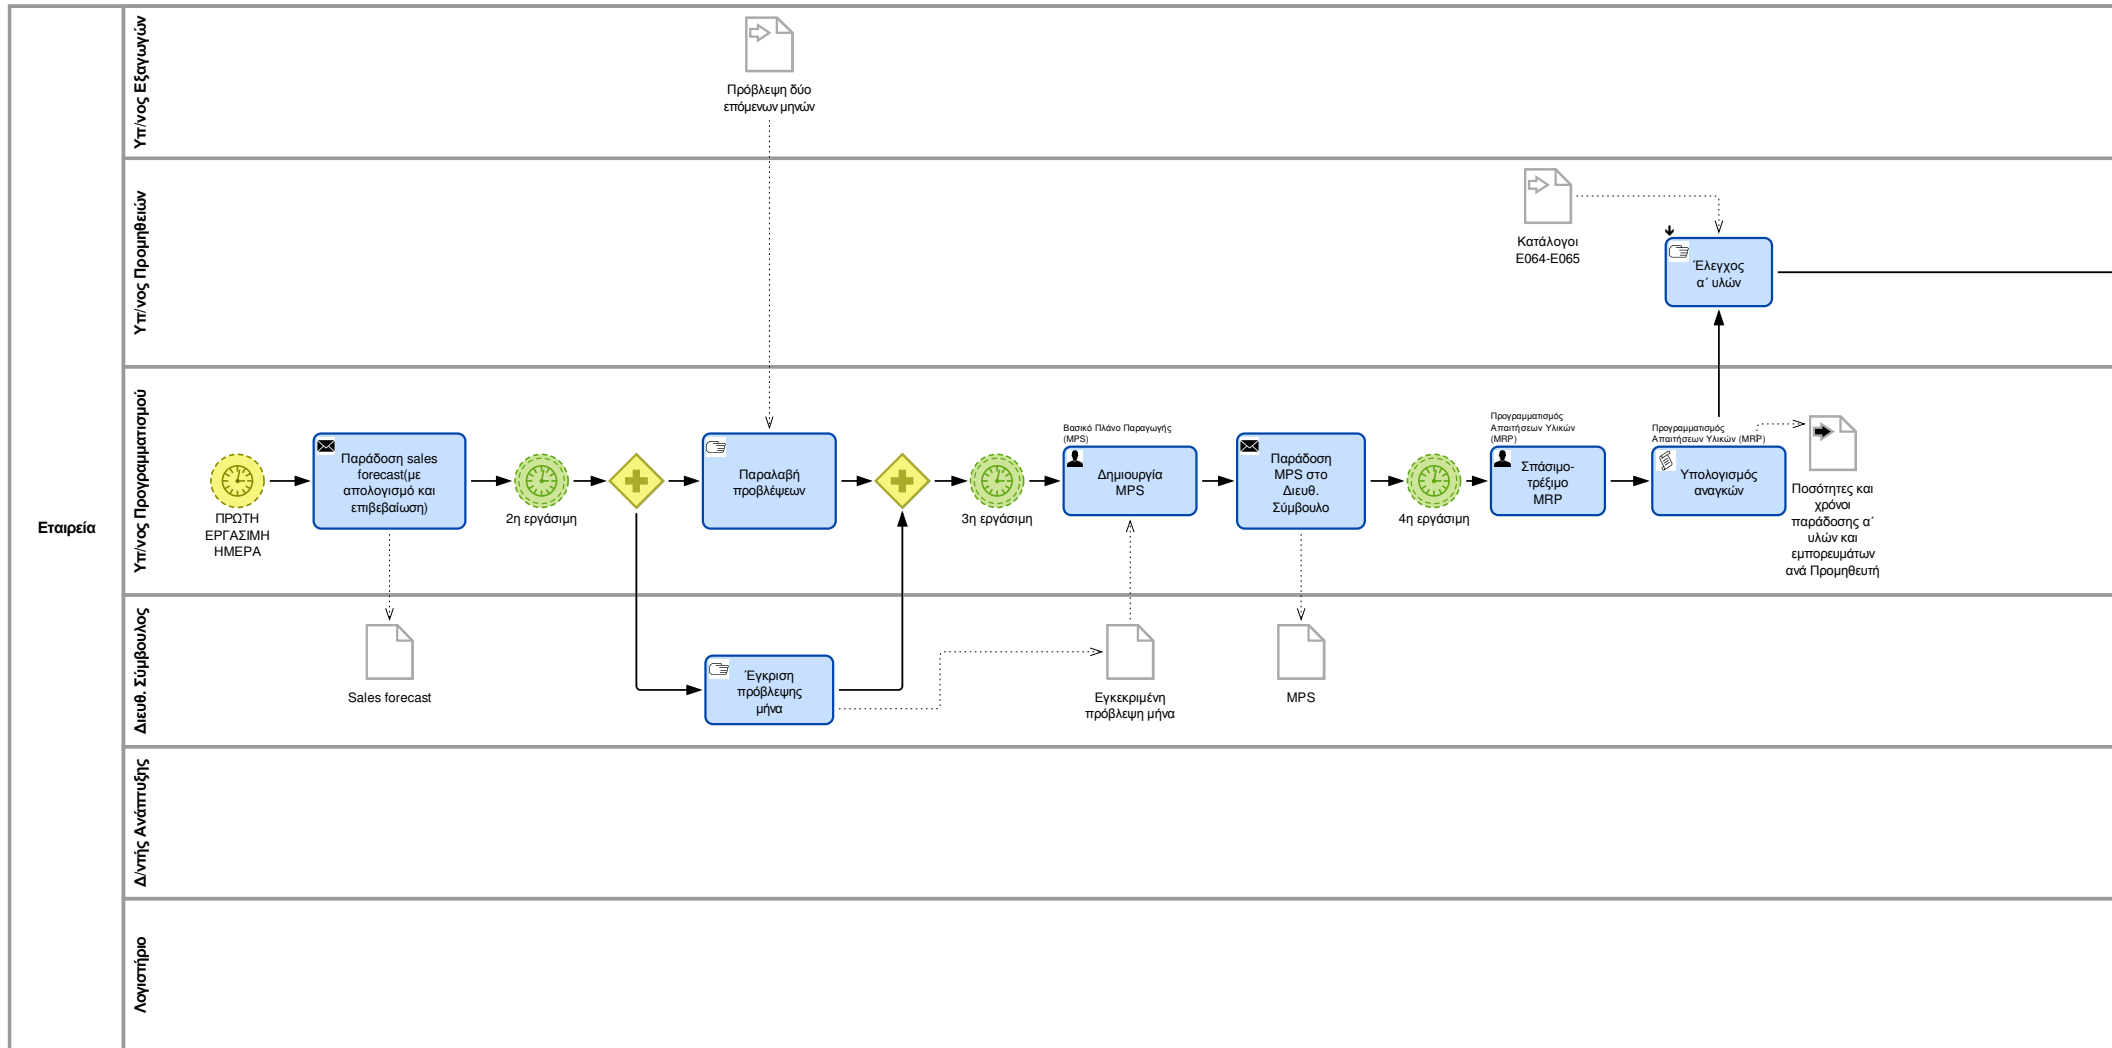 Εταιρεία
Υπ/νος Εξαγωγών
Πρόβλεψη δύο
επόμενων μηνών
Υπ/νος Προμηθειών
Κατάλογοι
Ε064-Ε065
Έλεγχος
α΄ υλών
Υπ/νος Προγραμματισμού
ΠΡΩΤΗ
ΕΡΓΑΣΙΜΗ
ΗΜΕΡΑ
Παράδοση sales
forecast(με
απολογισμό και
επιβεβαίωση)
2η εργάσιμη
Παραλαβή
προβλέψεων
3η εργάσιμη
Βασικό Πλάνο Παραγωγής
(MPS)
Δημιουργία
MPS
Παράδοση
MPS στο
Διευθ.
Σύμβουλο
4η εργάσιμη
Προγραμματισμός
Απαιτήσεων Υλικών
(MRP)
Σπάσιμο-
τρέξιμο
MRP
Προγραμματισμός
Απαιτήσεων Υλικών (MRP)
Υπολογισμός
αναγκών
Ποσότητες και
χρόνοι
παράδοσης α΄
υλών και
εμπορευμάτων
ανά Προμηθευτή
Διευθ. Σύμβουλος
Sales forecast
Έγκριση
πρόβλεψης
μήνα
Εγκεκριμένη
πρόβλεψη μήνα
MPS
Δ/ντής Ανάπτυξης
Λογιστήριο